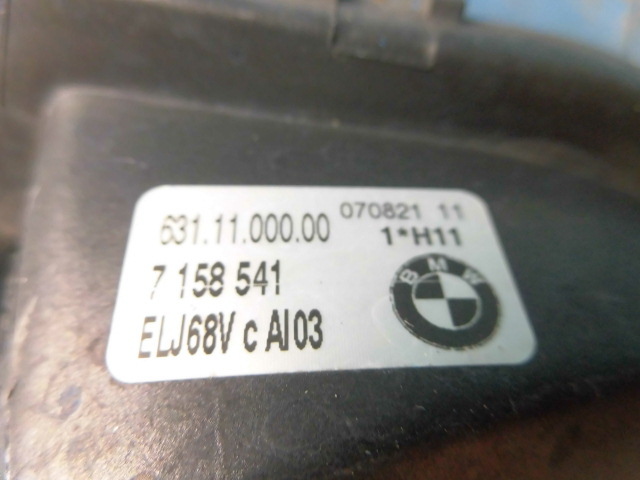 631.11.000.00 070821 11
1*H11
7 158 541
BMW
ELJ68V c AI03